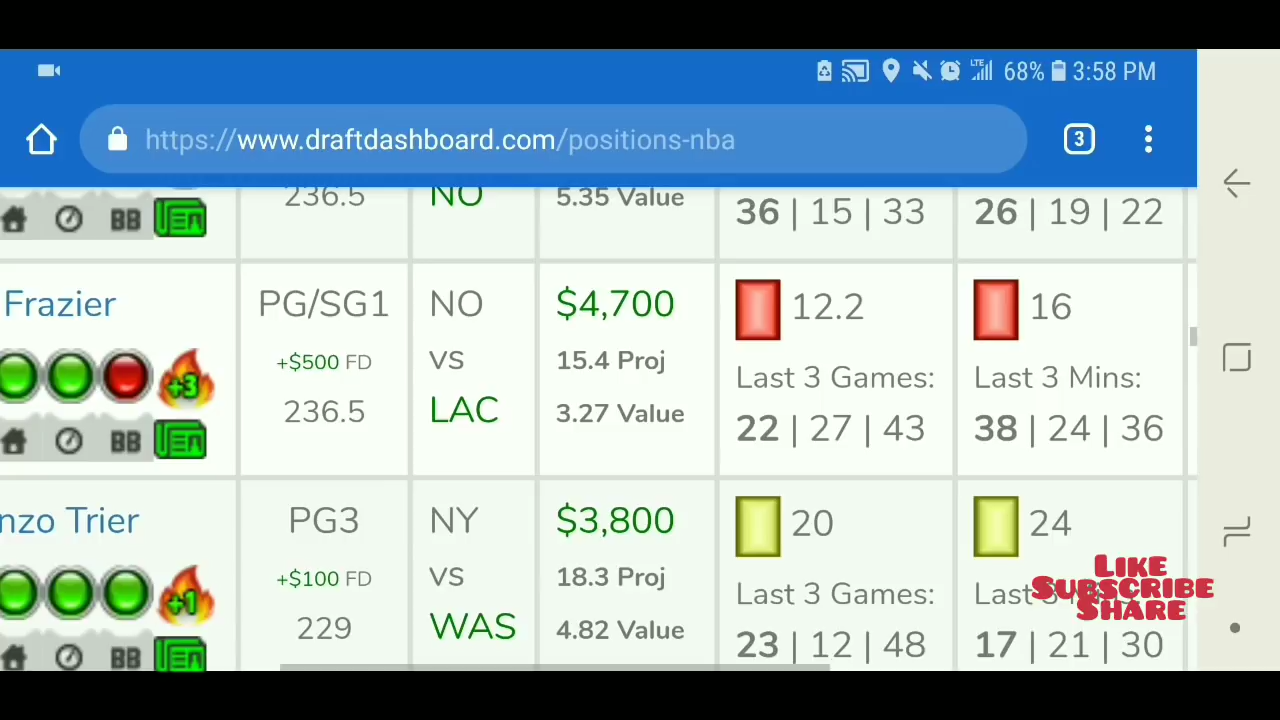 LTE 68% 3:58 PM
https://www.draftdashboard.com/positions-nba 3
236.5 NO 5.35 Value 36 | 15 | 33 26 | 19 | 22
BB
Frazier PG/SG1 NO $4,700 12.2 16
+3 +$500 FD VS 15.4 Proj Last 3 Games: Last 3 Mins:
236.5 LAC 3.27 Value 22 | 27 | 43 38 | 24 | 36
BB
nzo Trier PG3 NY $3,800 20 24
+1 +$100 FD VS 18.3 Proj Last 3 Games: Last 3
229 WAS 4.82 Value 23 | 12 | 48 17 | 21 | 30
BB
LIKE
SUBSCRIBE
SHARE